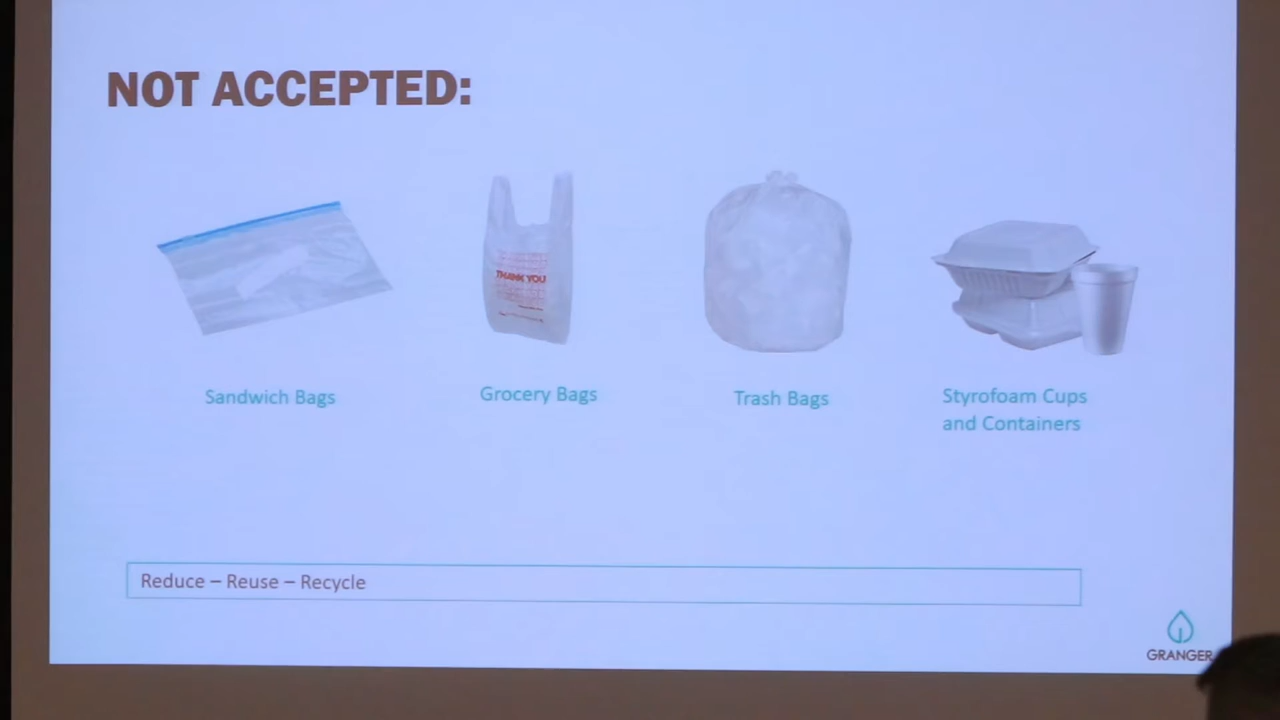 NOT ACCEPTED:
THANK YOU
Sandwich Bags
Grocery Bags
Trash Bags
Styrofoam Cups
and Containers
Reduce – Reuse – Recycle
GRANGER